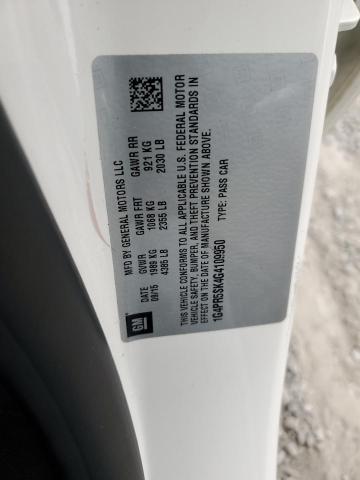 MFD BY GENERAL MOTORS LLC
DATE GVWR GAWR FRT GAWR RR
09/15 1989 KG 1068 KG 921 KG
4385 LB 2355 LB 2030 LB
THIS VEHICLE CONFORMS TO ALL APPLICABLE U.S. FEDERAL MOTOR
VEHICLE SAFETY, BUMPER, AND THEFT PREVENTION STANDARDS IN
EFFECT ON THE DATE OF MANUFACTURE SHOWN ABOVE.
1G4PR5SK4G4109950 TYPE: PASS CAR
GM